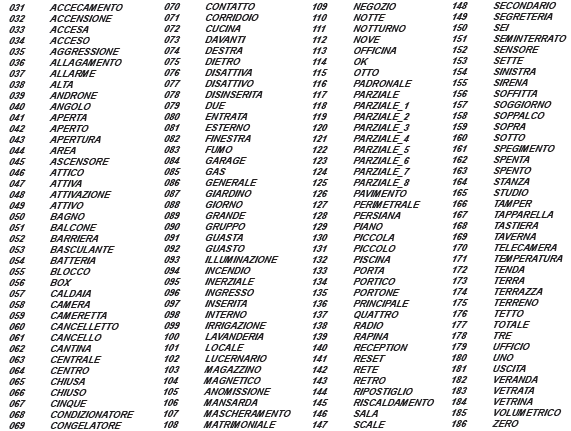 031 ACCECAMENTO 070 CONTATTO 109 NEGOZIO 148 SECONDARIO
032 ACCENSIONE 071 CORRIDOIO 110 NOTTE 149 SEGRETERIA
033 ACCESA 072 CUCINA 111 NOTTURNO 150 SEI
034 ACCESO 073 DAVANTI 112 NOVE 151 SEMINTERRATO
035 AGGRESSIONE 074 DESTRA 113 OFFICINA 152 SENSORE
036 ALLAGAMENTO 075 DIETRO 114 OK 153 SETTE
037 ALLARME 076 DISATTIVA 115 OTTO 154 SINISTRA
038 ALTA 077 DISATTIVO 116 PADRONALE 155 SIRENA
039 ANDRONE 078 DISINSERITA 117 PARZIALE 156 SOFFITTA
040 ANGOLO 079 DUE 118 PARZIALE_1 157 SOGGIORNO
041 APERTA 080 ENTRATA 119 PARZIALE_2 158 SOPPALCO
042 APERTO 081 ESTERNO 120 PARZIALE_3 159 SOPRA
043 APERTURA 082 FINESTRA 121 PARZIALE_4 160 SOTTO
044 AREA 083 FUMO 122 PARZIALE_5 161 SPEGIMENTO
045 ASCENSORE 084 GARAGE 123 PARZIALE_6 162 SPENTA
046 ATTICO 085 GAS 124 PARZIALE_7 163 SPENTO
047 ATTIVA 086 GENERALE 125 PARZIALE_8 164 STANZA
048 ATTIVAZIONE 087 GIARDINO 126 PAVIMENTO 165 STUDIO
049 ATTIVO 088 GIORNO 127 PERIMETRALE 166 TAMPER
050 BAGNO 089 GRANDE 128 PERSIANA 167 TAPPARELLA
051 BALCONE 090 GRUPPO 129 PIANO 168 TASTIERA
052 BARRIERA 091 GUASTA 130 PICCOLA 169 TAVERNA
053 BASCULANTE 092 GUASTO 131 PICCOLO 170 TELECAMERA
054 BATTERIA 093 ILLUMINAZIONE 132 PISCINA 171 TEMPERATURA
055 BLOCCO 094 INCENDIO 133 PORTA 172 TENDA
056 BOX 095 INERZIALE 134 PORTICO 173 TERRA
057 CALDAIA 096 INGRESSO 135 PORTONE 174 TERRAZZA
058 CAMERA 097 INSERITA 136 PRINCIPALE 175 TERRENO
059 CAMERETTA 098 INTERNO 137 QUATTRO 176 TETTO
060 CANCELLETTO 099 IRRIGAZIONE 138 RADIO 177 TOTALE
061 CANCELLO 100 LAVANDERIA 139 RAPINA 178 TRE
062 CANTINA 101 LOCALE 140 RECEPTION 179 UFFICIO
063 CENTRALE 102 LUCERNARIO 141 RESET 180 UNO
064 CENTRO 103 MAGAZZINO 142 RETE 181 USCITA
065 CHIUSA 104 MAGNETICO 143 RETRO 182 VERANDA
066 CHIUSO 105 ANOMISSIONE 144 RIPOSTIGLIO 183 VETRATA
067 CINQUE 106 MANSARDA 145 RISCALDAMENTO 184 VETRINA
068 CONDIZIONATORE 107 MASCHERAMENTO 146 SALA 185 VOLUMETRICO
069 CONGELATORE 108 MATRIMONIALE 147 SCALE 186 ZERO